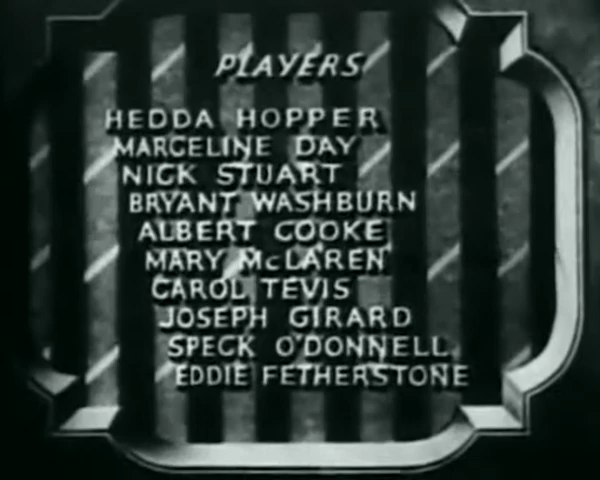 PLAYERS
HEDDA HOPPER
MARCELINE DAY
NICK STUART
BRYANT WASHBURN
ALBERT COOKE
MARY McLAREN
CAROL TEVIS
JOSEPH GIRARD
SPECK O'DONNELL
EDDIE FETHERSTONE